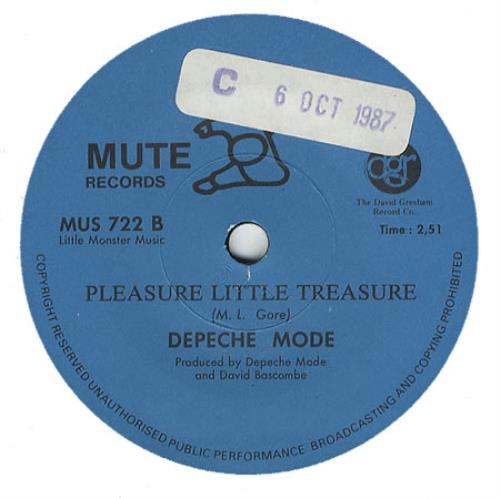 C 6 OCT 1987
MUTE
RECORDS
dgr
The David Gresham
Record Co.
MUS 722 B
Little Monster Music
Time : 2,51
PLEASURE LITTLE TREASURE
(M. L. Gore)
DEPECHE MODE
Produced by Depeche Mode
and David Bascombe
COPYRIGHT RESERVED UNAUTHORISED PUBLIC PERFORMANCE BROADCASTING AND COPYING PROHIBITED